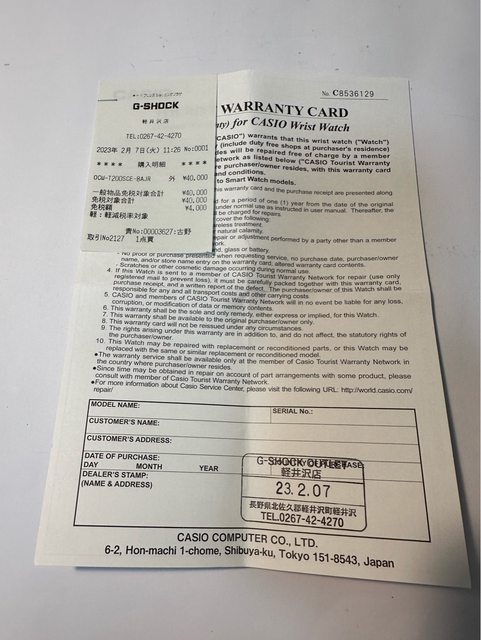 No. C8536129
G-SHOCK
軽井沢店
TEL:0267-42-4270
2023年 2月 7日(火) 11:26 No:0001
**** 購入明細 ****
OCW-T200SCE-8AJR 外 ¥40,000
一般物品免税対象合計 ¥40,000
免税対象合計 ¥40,000
免税額 ¥4,000
軽:軽減税率対象
責No:00003627:古野
取引No2127 1点買
WARRANTY CARD
for CASIO Wrist Watch
CASIO") warrants that this wrist watch ("Watch")
(include duty free shops at purchaser's residence)
will be repaired free of charge by a member
etwork as listed below ("CASIO Tourist Warranty
er resides, with this warranty card
and conditions.
to Smart Watch models.
warranty card and the purchase receipt are presented along
d for a period of one (1) year from the date of the original
under normal use as instructed in user manual. Thereafter, the
be charged for repairs.
cover the following:
careless treatment.
natural calamity.
repair or adjustment performed by a party other than a member
d, glass or battery.
- No proof of purchase presented when requesting service, no purchase date, purchaser/owner
name, and/or store name entry on the warranty card, altered warranty card contents.
- Scratches or other cosmetic damage occurring during normal use.
4. If this Watch is sent to a member of CASIO Tourist Warranty Network for repair (use only
registered mail to prevent loss), it must be carefully packed together with this warranty card,
purchase receipt, and a written report of the defect. The purchaser/owner of this Watch shall be
responsible for any and all transport costs and other carrying costs.
5. CASIO and members of CASIO Tourist Warranty Network will in no event be liable for any loss,
corruption, or modification of data or memory contents.
6. This warranty shall be the sole and only remedy, either express or implied, for this Watch.
7. This warranty shall be available to the original purchaser/owner only.
8. This warranty card will not be reissued under any circumstances.
9. The rights arising under this warranty are in addition to, and do not affect, the statutory rights of
the purchaser/owner.
10. This Watch may be repaired with replacement or reconditioned parts, or this Watch may be
replaced with the same or similar replacement or reconditioned model.
●The warranty service shall be available only at the member of Casio Tourist Warranty Network in
the country where purchaser/owner resides.
●Since time may be obtained in repair on account of part arrangements with some product, please
consult with member of Casio Tourist Warranty Network.
●For more information about Casio Service Center, please visit the following URL: http://world.casio.com/
repair/
MODEL NAME:
SERIAL No.:
CUSTOMER'S NAME:
CUSTOMER'S ADDRESS:
DATE OF PURCHASE:
DAY MONTH YEAR
DEALER'S STAMP:
(NAME & ADDRESS)
G-SHOCK OUTLET
軽井沢店
23.2.07
長野県北佐久郡軽井沢町軽井沢
TEL.0267-42-4270
CASIO COMPUTER CO., LTD.
6-2, Hon-machi 1-chome, Shibuya-ku, Tokyo 151-8543, Japan